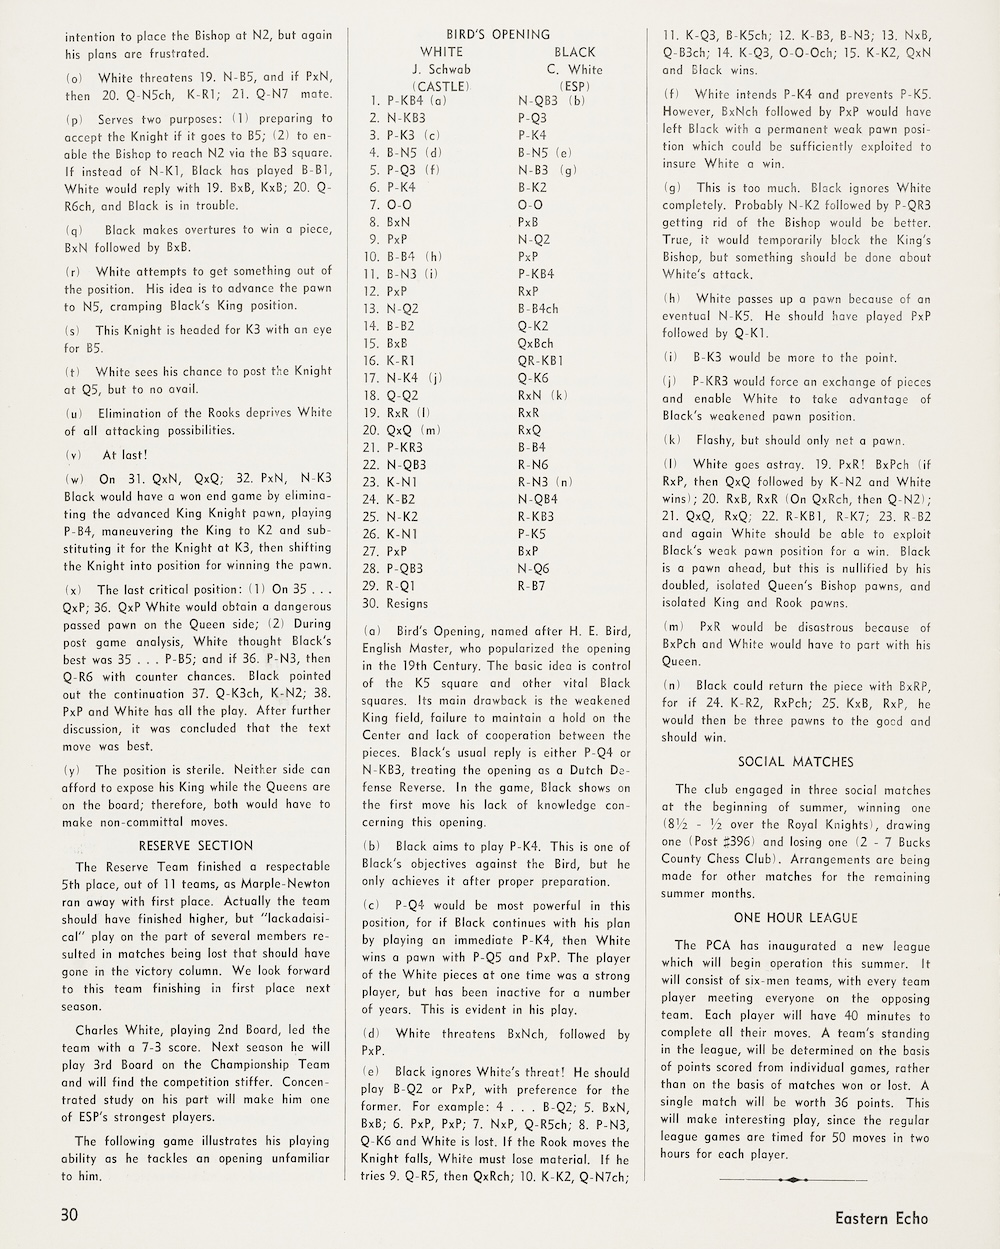 intention to place the Bishop at N2, but again
his plans are frustrated.
(o) White threatens 19. N-B5, and if PxN,
then 20. Q-N5ch, K-R1; 21. Q-N7 mate.
(p) Serves two purposes: (1) preparing to
accept the Knight if it goes to B5; (2) to en-
able the Bishop to reach N2 via the B3 square.
If instead of N-K1, Black has played B-B1,
White would reply with 19. BxB, KxB; 20. Q-
R6ch, and Black is in trouble.
(q) Black makes overtures to win a piece,
BxN followed by BxB.
(r) White attempts to get something out of
the position. His idea is to advance the pawn
to N5, cramping Black's King position.
(s) This Knight is headed for K3 with an eye
for B5.
(t) White sees his chance to post the Knight
at Q5, but to no avail.
(u) Elimination of the Rooks deprives White
of all attacking possibilities.
(v) At last!
(w) On 31. QxN, QxQ; 32. PxN, N-K3
Black would have a won end game by elimina-
ting the advanced King Knight pawn, playing
P-B4, maneuvering the King to K2 and sub-
stituting it for the Knight at K3, then shifting
the Knight into position for winning the pawn.
(x) The last critical position: (1) On 35 . . .
QxP; 36. QxP White would obtain a dangerous
passed pawn on the Queen side; (2) During
post game analysis, White thought Black's
best was 35 . . . P-B5; and if 36. P-N3, then
Q-R6 with counter chances. Black pointed
out the continuation 37. Q-K3ch, K-N2; 38.
PxP and White has all the play. After further
discussion, it was concluded that the text
move was best.
(y) The position is sterile. Neither side can
afford to expose his King while the Queens are
on the board; therefore, both would have to
make non-committal moves.
RESERVE SECTION
The Reserve Team finished a respectable
5th place, out of 11 teams, as Marple-Newton
ran away with first place. Actually the team
should have finished higher, but "lackadaisi-
cal" play on the part of several members re-
sulted in matches being lost that should have
gone in the victory column. We look forward
to this team finishing in first place next
season.
Charles White, playing 2nd Board, led the
team with a 7-3 score. Next season he will
play 3rd Board on the Championship Team
and will find the competition stiffer. Concen-
trated study on his part will make him one
of ESP's strongest players.
The following game illustrates his playing
ability as he tackles an opening unfamiliar
to him.
BIRD'S OPENING
WHITE BLACK
J. Schwab C. White
(CASTLE) (ESP)
1. P-KB4 (a) N-QB3 (b)
2. N-KB3 P-Q3
3. P-K3 (c) P-K4
4. B-N5 (d) B-N5 (e)
5. P-Q3 (f) N-B3 (g)
6. P-K4 B-K2
7. O-O O-O
8. BxN PxB
9. PxP N-Q2
10. B-B4 (h) PxP
11. B-N3 (i) P-KB4
12. PxP RxP
13. N-Q2 B-B4ch
14. B-B2 Q-K2
15. BxB QxBch
16. K-R1 QR-KB1
17. N-K4 (j) Q-K6
18. Q-Q2 RxN (k)
19. RxR (l) RxR
20. QxQ (m) RxQ
21. P-KR3 B-B4
22. N-QB3 R-N6
23. K-N1 R-N3 (n)
24. K-B2 N-QB4
25. N-K2 R-KB3
26. K-N1 P-K5
27. PxP BxP
28. P-QB3 N-Q6
29. R-Q1 R-B7
30. Resigns
(a) Bird's Opening, named after H. E. Bird,
English Master, who popularized the opening
in the 19th Century. The basic idea is control
of the K5 square and other vital Black
squares. Its main drawback is the weakened
King field, failure to maintain a hold on the
Center and lack of cooperation between the
pieces. Black's usual reply is either P-Q4 or
N-KB3, treating the opening as a Dutch De-
fense Reverse. In the game, Black shows on
the first move his lack of knowledge con-
cerning this opening.
(b) Black aims to play P-K4. This is one of
Black's objectives against the Bird, but he
only achieves it after proper preparation.
(c) P-Q4 would be most powerful in this
position, for if Black continues with his plan
by playing an immediate P-K4, then White
wins a pawn with P-Q5 and PxP. The player
of the White pieces at one time was a strong
player, but has been inactive for a number
of years. This is evident in his play.
(d) White threatens BxNch, followed by
PxP.
(e) Black ignores White's threat! He should
play B-Q2 or PxP, with preference for the
former. For example: 4 . . . B-Q2; 5. BxN,
BxB; 6. PxP, PxP; 7. NxP, Q-R5ch; 8. P-N3,
Q-K6 and White is lost. If the Rook moves the
Knight falls, White must lose material. If he
tries 9. Q-R5, then QxRch; 10. K-K2, Q-N7ch;
11. K-Q3, B-K5ch; 12. K-B3, B-N3; 13. NxB,
Q-B3ch; 14. K-Q3, O-O-Och; 15. K-K2, QxN
and Black wins.
(f) White intends P-K4 and prevents P-K5.
However, BxNch followed by PxP would have
left Black with a permanent weak pawn posi-
tion which could be sufficiently exploited to
insure White a win.
(g) This is too much. Black ignores White
completely. Probably N-K2 followed by P-QR3
getting rid of the Bishop would be better.
True, it would temporarily block the King's
Bishop, but something should be done about
White's attack.
(h) White passes up a pawn because of an
eventual N-K5. He should have played PxP
followed by Q-K1.
(i) B-K3 would be more to the point.
(j) P-KR3 would force an exchange of pieces
and enable White to take advantage of
Black's weakened pawn position.
(k) Flashy, but should only net a pawn.
(l) White goes astray. 19. PxR! BxPch (if
RxP, then QxQ followed by K-N2 and White
wins); 20. RxB, RxR (On QxRch, then Q-N2);
21. QxQ, RxQ; 22. R-KB1, R-K7; 23. R-B2
and again White should be able to exploit
Black's weak pawn position for a win. Black
is a pawn ahead, but this is nullified by his
doubled, isolated Queen's Bishop pawns, and
isolated King and Rook pawns.
(m) PxR would be disastrous because of
BxPch and White would have to part with his
Queen.
(n) Black could return the piece with BxRP,
for if 24. K-R2, RxPch; 25. KxB, RxP, he
would then be three pawns to the good and
should win.
SOCIAL MATCHES
The club engaged in three social matches
at the beginning of summer, winning one
(8½ - ½ over the Royal Knights), drawing
one (Post #396) and losing one (2 - 7 Bucks
County Chess Club). Arrangements are being
made for other matches for the remaining
summer months.
ONE HOUR LEAGUE
The PCA has inaugurated a new league
which will begin operation this summer. It
will consist of six-men teams, with every team
player meeting everyone on the opposing
team. Each player will have 40 minutes to
complete all their moves. A team's standing
in the league, will be determined on the basis
of points scored from individual games, rather
than on the basis of matches won or lost. A
single match will be worth 36 points. This
will make interesting play, since the regular
league games are timed for 50 moves in two
hours for each player.
30
Eastern Echo